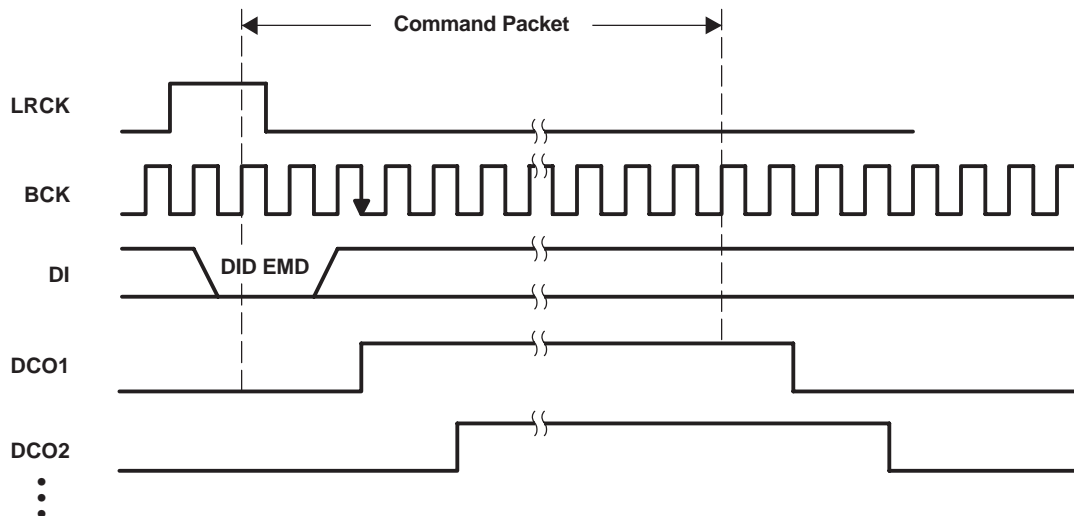 Command Packet
LRCK
BCK
DI
DID EMD
DCO1
DCO2